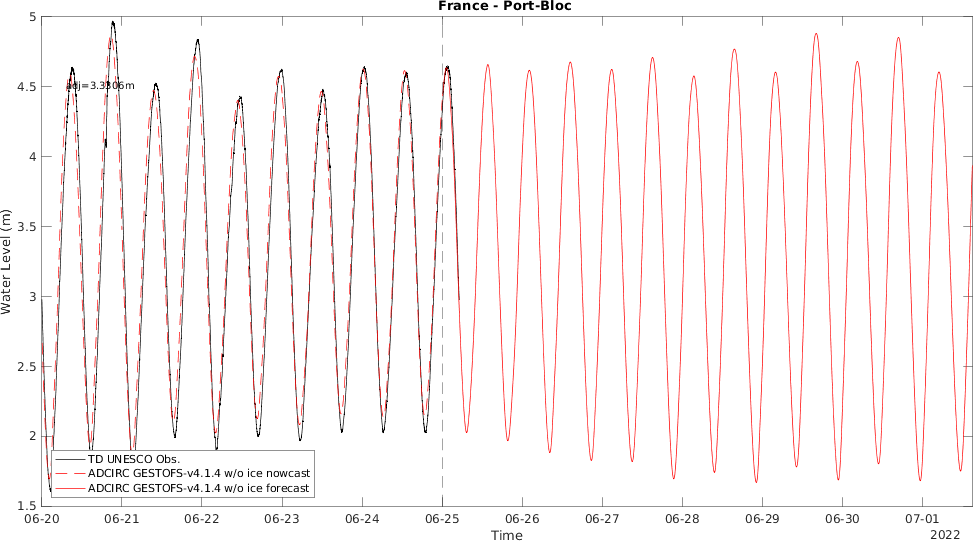 France - Port-Bloc
5
4.5
4
3.5
3
2.5
2
1.5
Water Level (m)
adj=3.3306m
TD UNESCO Obs.
ADCIRC GESTOFS-v4.1.4 w/o ice nowcast
ADCIRC GESTOFS-v4.1.4 w/o ice forecast
06-20 06-21 06-22 06-23 06-24 06-25 06-26 06-27 06-28 06-29 06-30 07-01
Time
2022